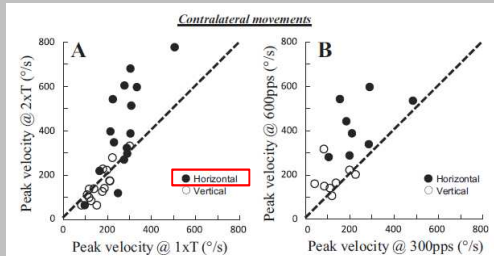 Contralateral movements
A
B
Peak velocity @ 2xT (°/s)
800
600
400
200
0
0
200
400
600
800
Peak velocity @ 1xT (°/s)
Horizontal
Vertical
Peak velocity @ 600pps (°/s)
800
600
400
200
0
0
200
400
600
800
Peak velocity @ 300pps (°/s)
Horizontal
Vertical